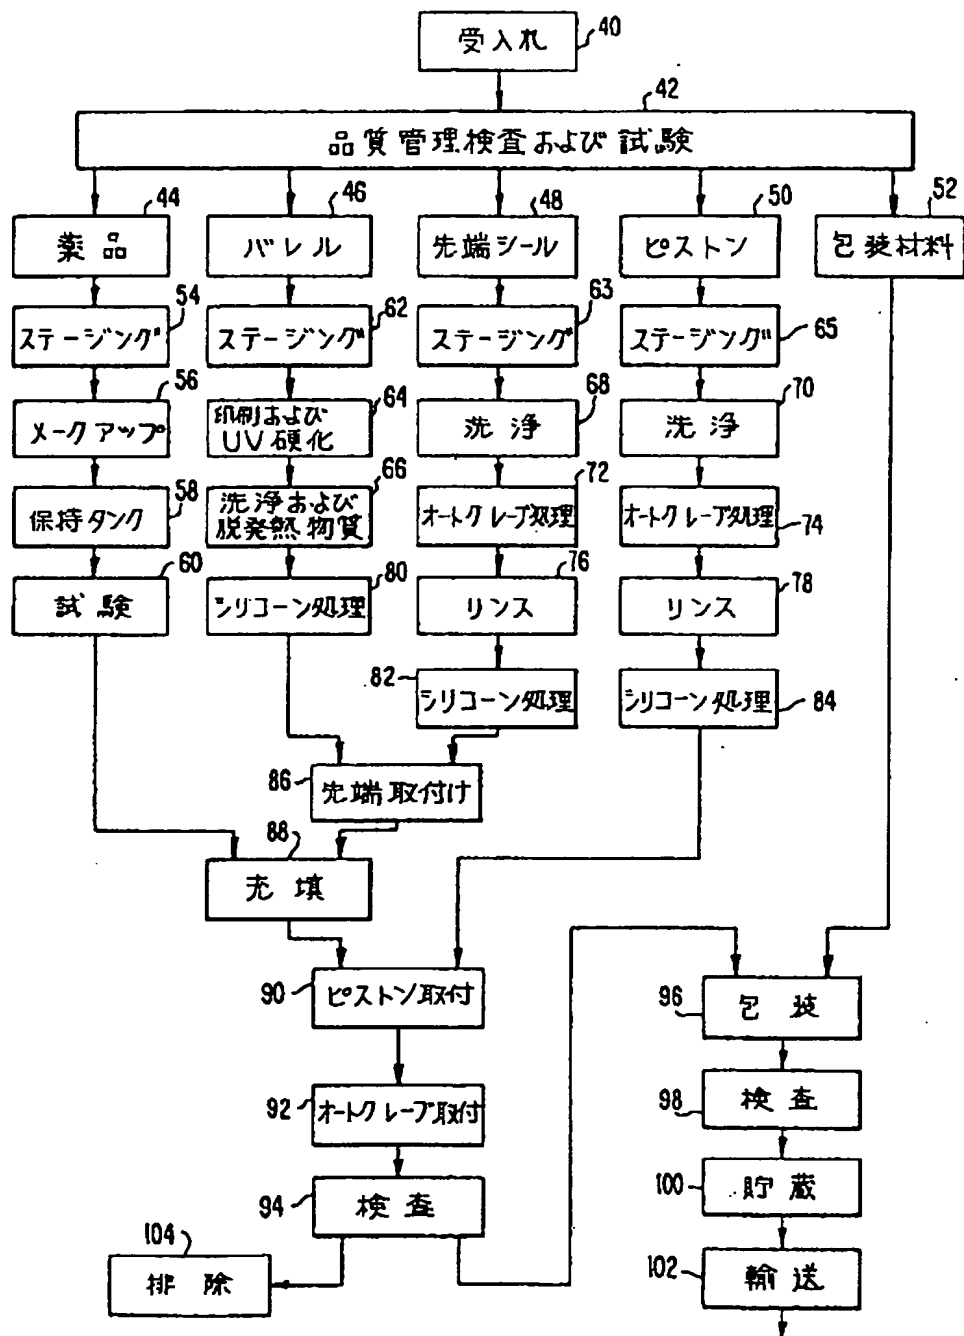 受入れ
40
42
品質管理検査および試験
44
薬品
46
バレル
48
先端シール
50
ピストン
52
包装材料
54
ステージング
62
ステージング
63
ステージング
65
ステージング
56
メークアップ
64
印刷および
UV硬化
68
洗浄
70
洗浄
58
保持タンク
66
洗浄および
脱発熱物質
72
オートクレーブ処理
74
オートクレーブ処理
60
試験
80
シリコーン処理
76
リンス
78
リンス
82
シリコーン処理
84
シリコーン処理
86
先端取付け
88
充填
90
ピストン取付
96
包装
92
オートクレーブ取付
98
検査
94
検査
100
貯蔵
104
排除
102
輸送